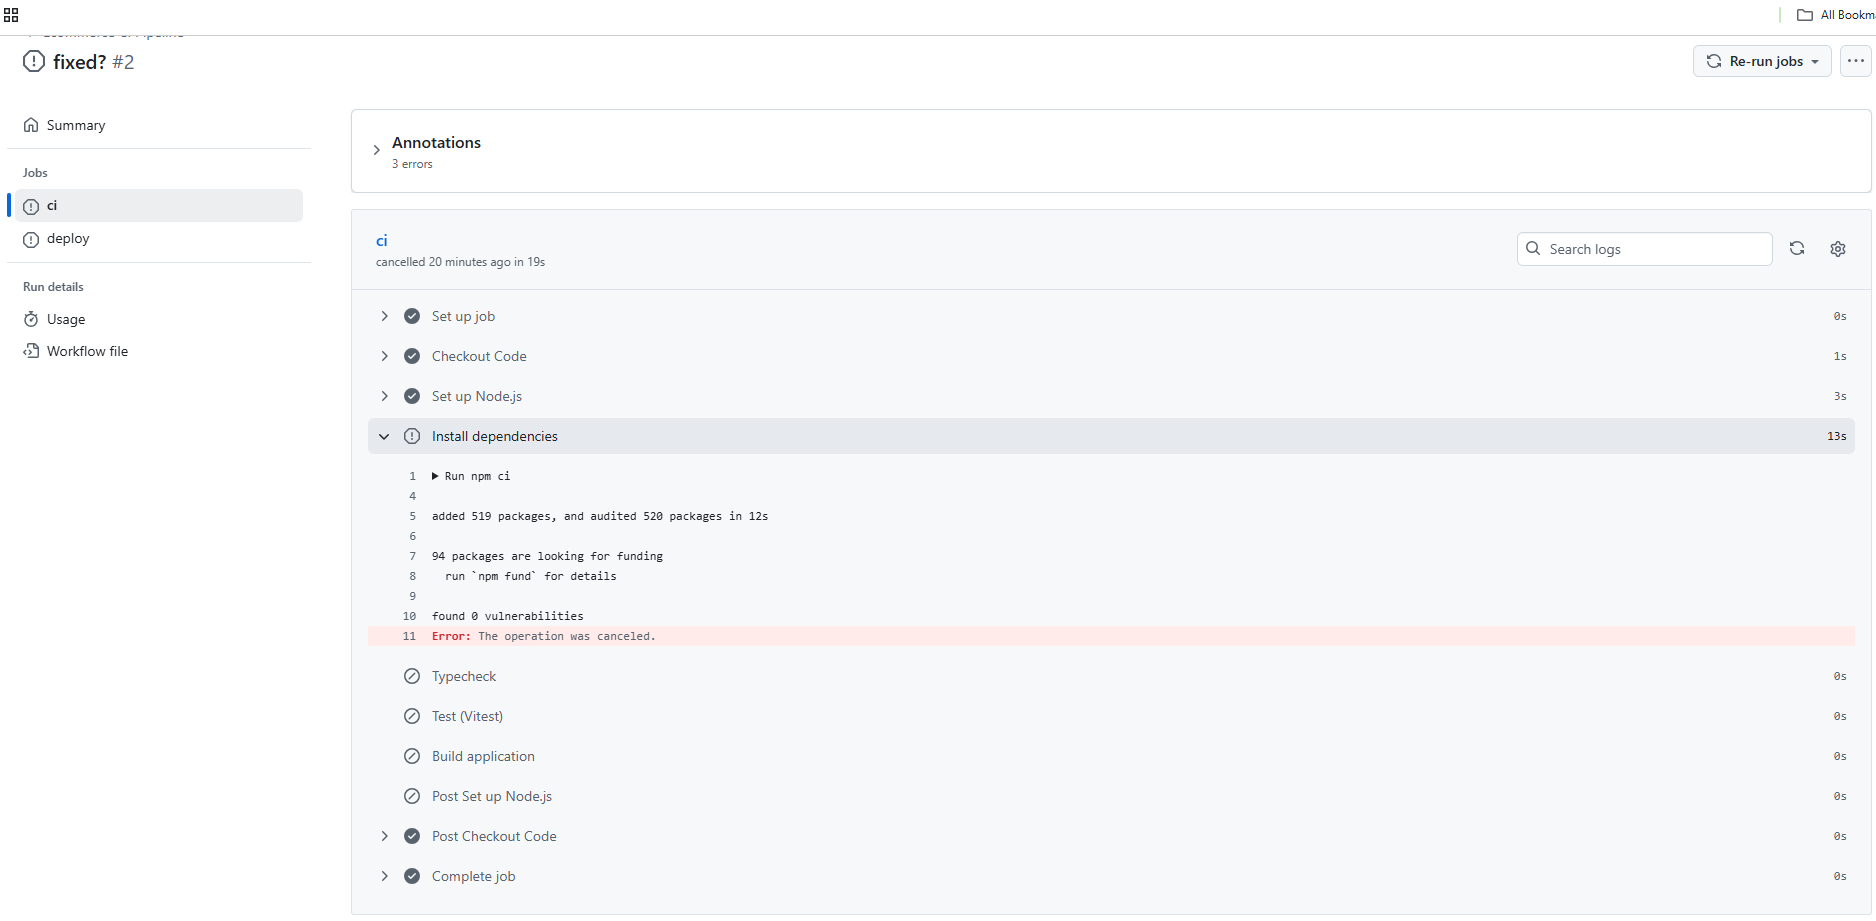 All Bookm
fixed? #2
Re-run jobs
Summary
Annotations
3 errors
Jobs
ci
deploy
Run details
Usage
Workflow file
ci
cancelled 20 minutes ago in 19s
Search logs
Set up job 0s
Checkout Code 1s
Set up Node.js 3s
Install dependencies 13s
1 Run npm ci
4
5 added 519 packages, and audited 520 packages in 12s
6
7 94 packages are looking for funding
8 run `npm fund` for details
9
10 found 0 vulnerabilities
11 Error: The operation was canceled.
Typecheck 0s
Test (Vitest) 0s
Build application 0s
Post Set up Node.js 0s
Post Checkout Code 0s
Complete job 0s